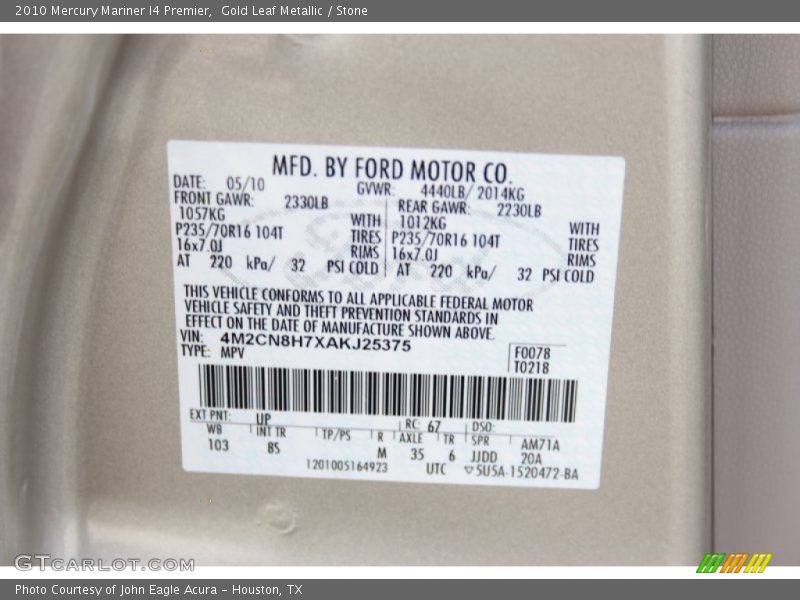 2010 Mercury Mariner I4 Premier,  Gold Leaf Metallic / Stone
MFD. BY FORD MOTOR CO.
DATE: 05/10 GVWR: 4440LB/ 2014KG
FRONT GAWR: 2330LB REAR GAWR: 2230LB
1057KG WITH 1012KG WITH
P235/70R16 104T TIRES P235/70R16 104T TIRES
16x7.0J RIMS 16x7.0J RIMS
AT 220 kPa/ 32 PSI COLD AT 220 kPa/ 32 PSI COLD
THIS VEHICLE CONFORMS TO ALL APPLICABLE FEDERAL MOTOR
VEHICLE SAFETY AND THEFT PREVENTION STANDARDS IN
EFFECT ON THE DATE OF MANUFACTURE SHOWN ABOVE.
VIN: 4M2CN8H7XAKJ25375
TYPE: MPV
F0078
T0218
EXT PNT: UP RC: 67 DSO:
WB INT TR TP/PS R AXLE TR SPR AM71A
103 8S M 35 6 JJDD 20A
1201005164923 UTC ▽5U5A-1520472-BA
GTCARLOT.COM
Photo Courtesy of John Eagle Acura - Houston, TX